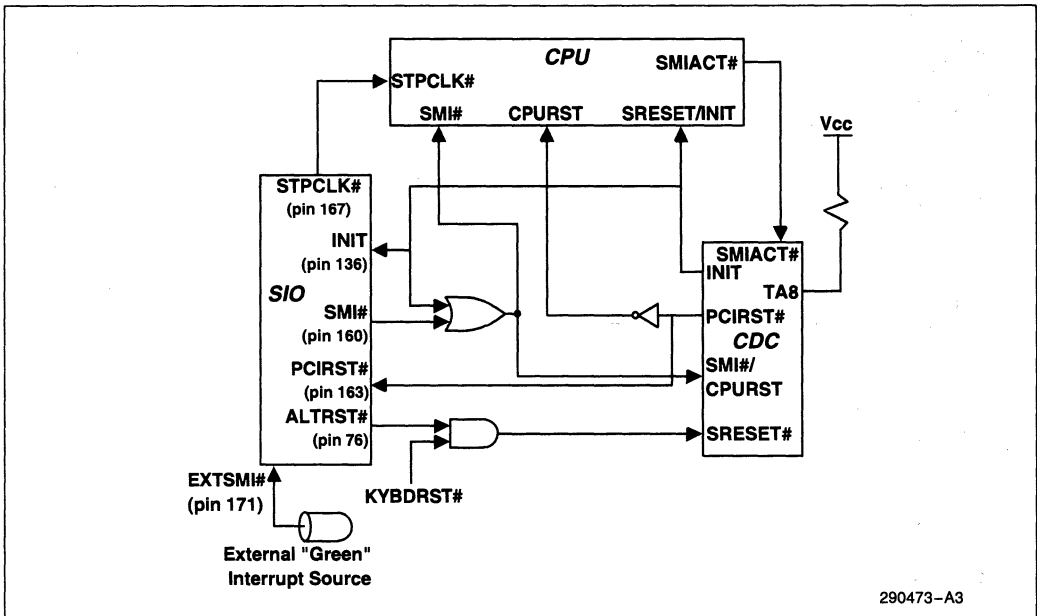 CPU
SMIACT#
STPCLK#
SMI#
CPURST
SRESET/INIT
Vcc
STPCLK#
(pin 167)
INIT
(pin 136)
SIO
SMI#
(pin 160)
PCIRST#
(pin 163)
ALTRST#
(pin 76)
SMIACT#
INIT
TA8
PCIRST#
CDC
SMI#/
CPURST
SRESET#
EXTSMI#
(pin 171)
KYBDRST#
External "Green"
Interrupt Source
290473–A3